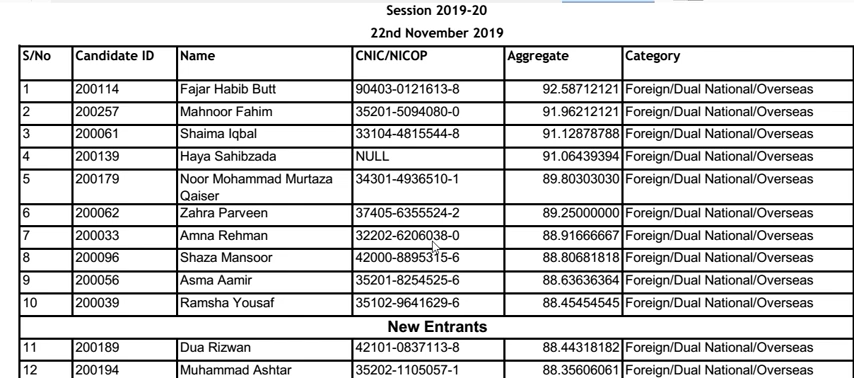 Session 2019-20
22nd November 2019
S/No Candidate ID Name CNIC/NICOP Aggregate Category
1 200114 Fajar Habib Butt 90403-0121613-8 92.58712121 Foreign/Dual National/Overseas
2 200257 Mahnoor Fahim 35201-5094080-0 91.96212121 Foreign/Dual National/Overseas
3 200061 Shaima Iqbal 33104-4815544-8 91.12878788 Foreign/Dual National/Overseas
4 200139 Haya Sahibzada NULL 91.06439394 Foreign/Dual National/Overseas
5 200179 Noor Mohammad Murtaza 34301-4936510-1 89.80303030 Foreign/Dual National/Overseas
Qaiser
6 200062 Zahra Parveen 37405-6355524-2 89.25000000 Foreign/Dual National/Overseas
7 200033 Amna Rehman 32202-6206038-0 88.91666667 Foreign/Dual National/Overseas
8 200096 Shaza Mansoor 42000-8895315-6 88.80681818 Foreign/Dual National/Overseas
9 200056 Asma Aamir 35201-8254525-6 88.63636364 Foreign/Dual National/Overseas
10 200039 Ramsha Yousaf 35102-9641629-6 88.45454545 Foreign/Dual National/Overseas
New Entrants
11 200189 Dua Rizwan 42101-0837113-8 88.44318182 Foreign/Dual National/Overseas
12 200194 Muhammad Ashtar 35202-1105057-1 88.35606061 Foreign/Dual National/Overseas